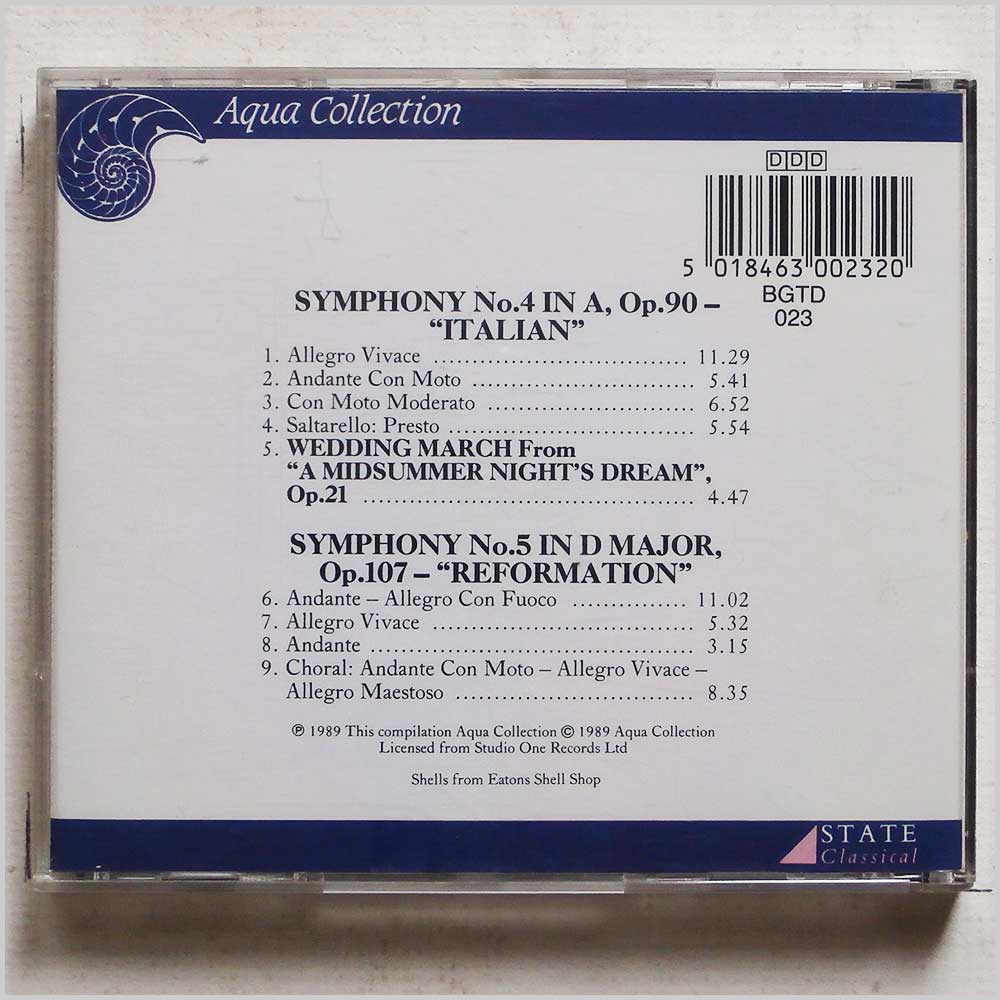 Aqua Collection
DDD
5 018463 002320
BGTD
023
SYMPHONY No.4 IN A, Op.90 –
“ITALIAN”
1. Allegro Vivace ................................. 11.29
2. Andante Con Moto ............................. 5.41
3. Con Moto Moderato ........................... 6.52
4. Saltarello: Presto ................................ 5.54
5. WEDDING MARCH From
“A MIDSUMMER NIGHT'S DREAM”,
Op.21 ........................................... 4.47
SYMPHONY No.5 IN D MAJOR,
Op.107 – “REFORMATION”
6. Andante – Allegro Con Fuoco ............... 11.02
7. Allegro Vivace .................................. 5.32
8. Andante .......................................... 3.15
9. Choral: Andante Con Moto – Allegro Vivace –
Allegro Maestoso ............................... 8.35
℗ 1989 This compilation Aqua Collection © 1989 Aqua Collection
Licensed from Studio One Records Ltd
Shells from Eatons Shell Shop
STATE
Classical